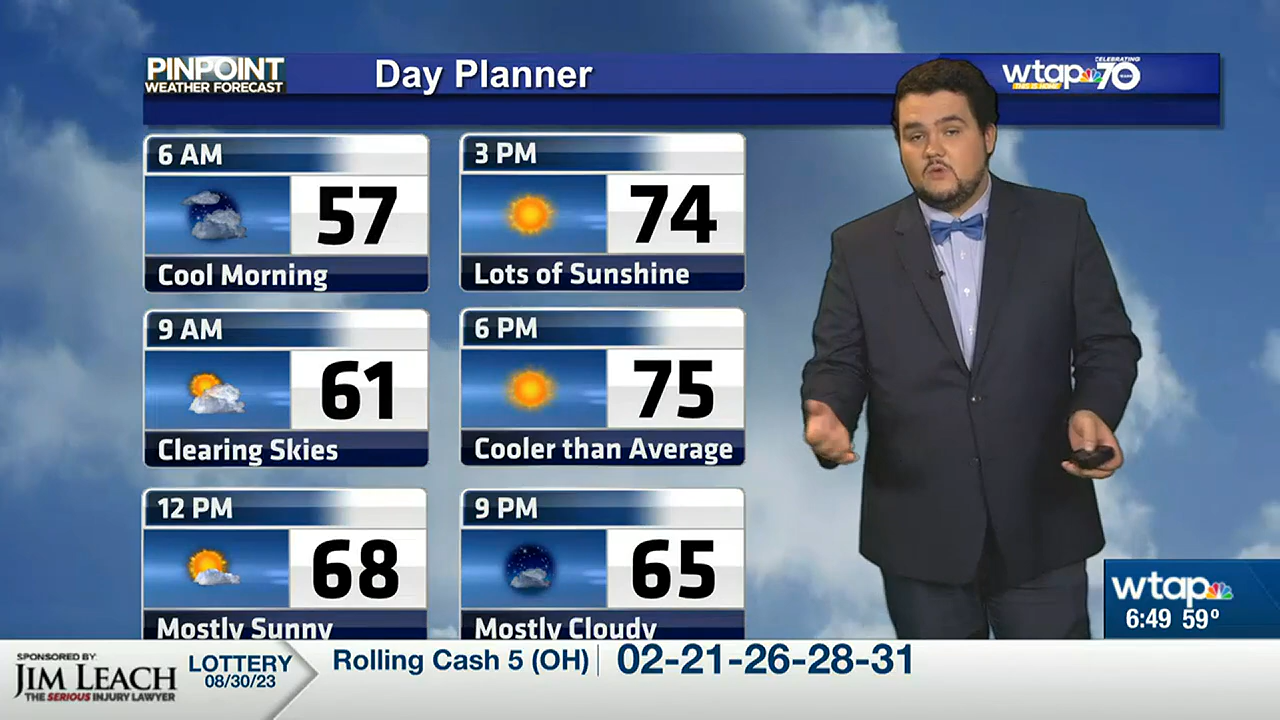 PINPOINT
WEATHER FORECAST
Day Planner
wtap
THIS IS HOME
CELEBRATING
70
6 AM
57
Cool Morning
3 PM
74
Lots of Sunshine
9 AM
61
Clearing Skies
6 PM
75
Cooler than Average
12 PM
68
Mostly Sunny
9 PM
65
Mostly Cloudy
wtap
6:49 59°
SPONSORED BY:
JIM LEACH
THE SERIOUS INJURY LAWYER
LOTTERY
08/30/23
Rolling Cash 5 (OH)
02-21-26-28-31